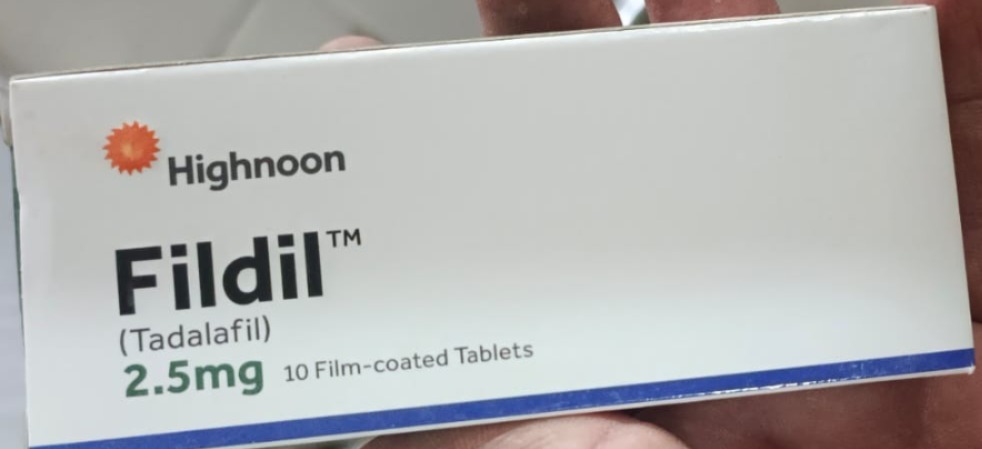 Highnoon
Fildil™
(Tadalafil)
2.5mg 10 Film-coated Tablets